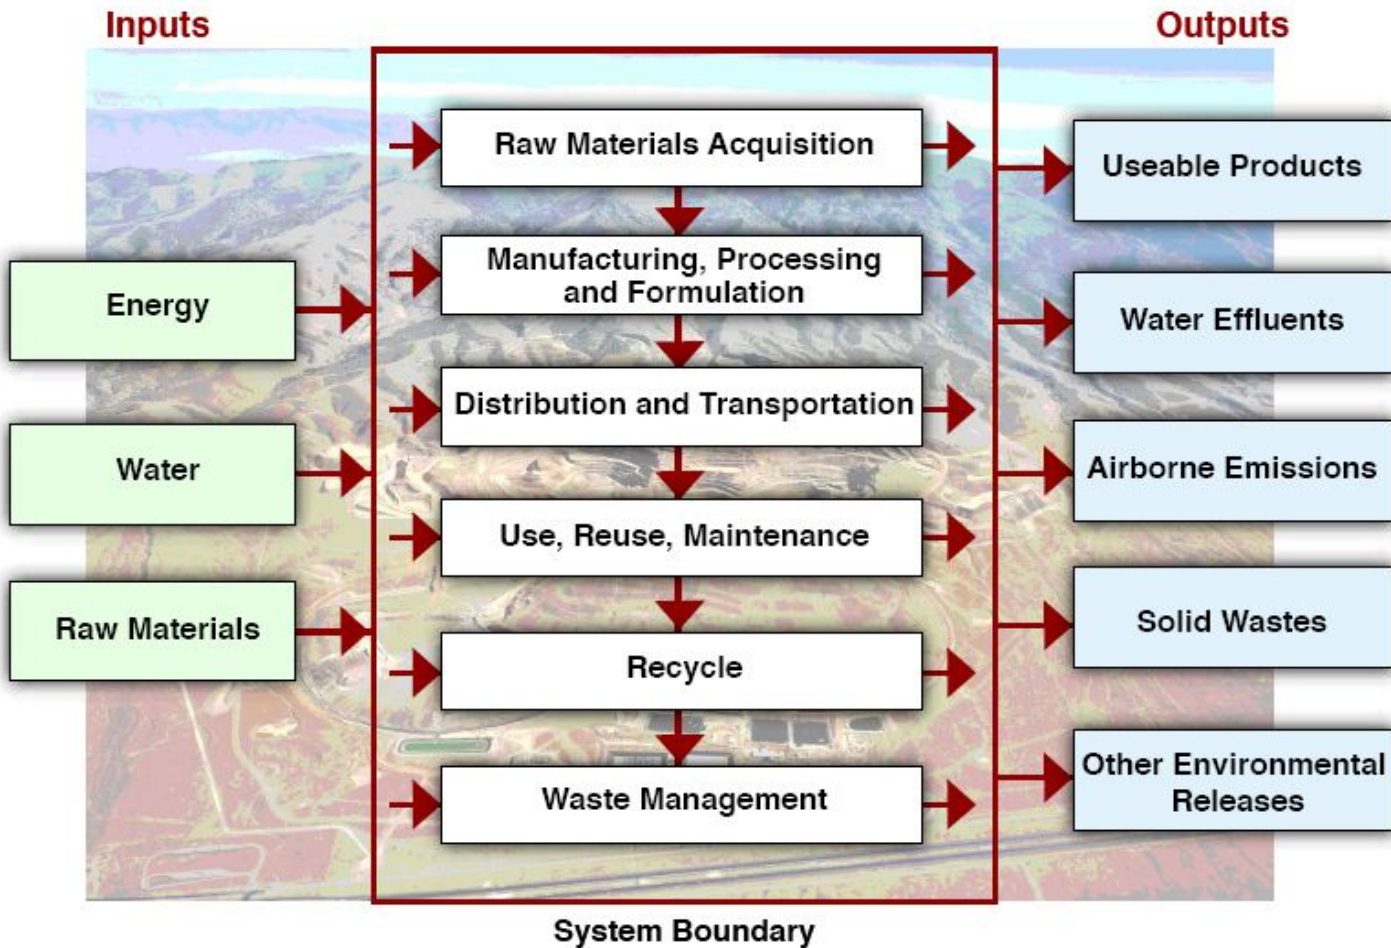 Inputs
Outputs
Raw Materials Acquisition
Useable Products
Manufacturing, Processing
and Formulation
Energy
Water Effluents
Distribution and Transportation
Water
Airborne Emissions
Use, Reuse, Maintenance
Raw Materials
Solid Wastes
Recycle
Other Environmental
Releases
Waste Management
System Boundary